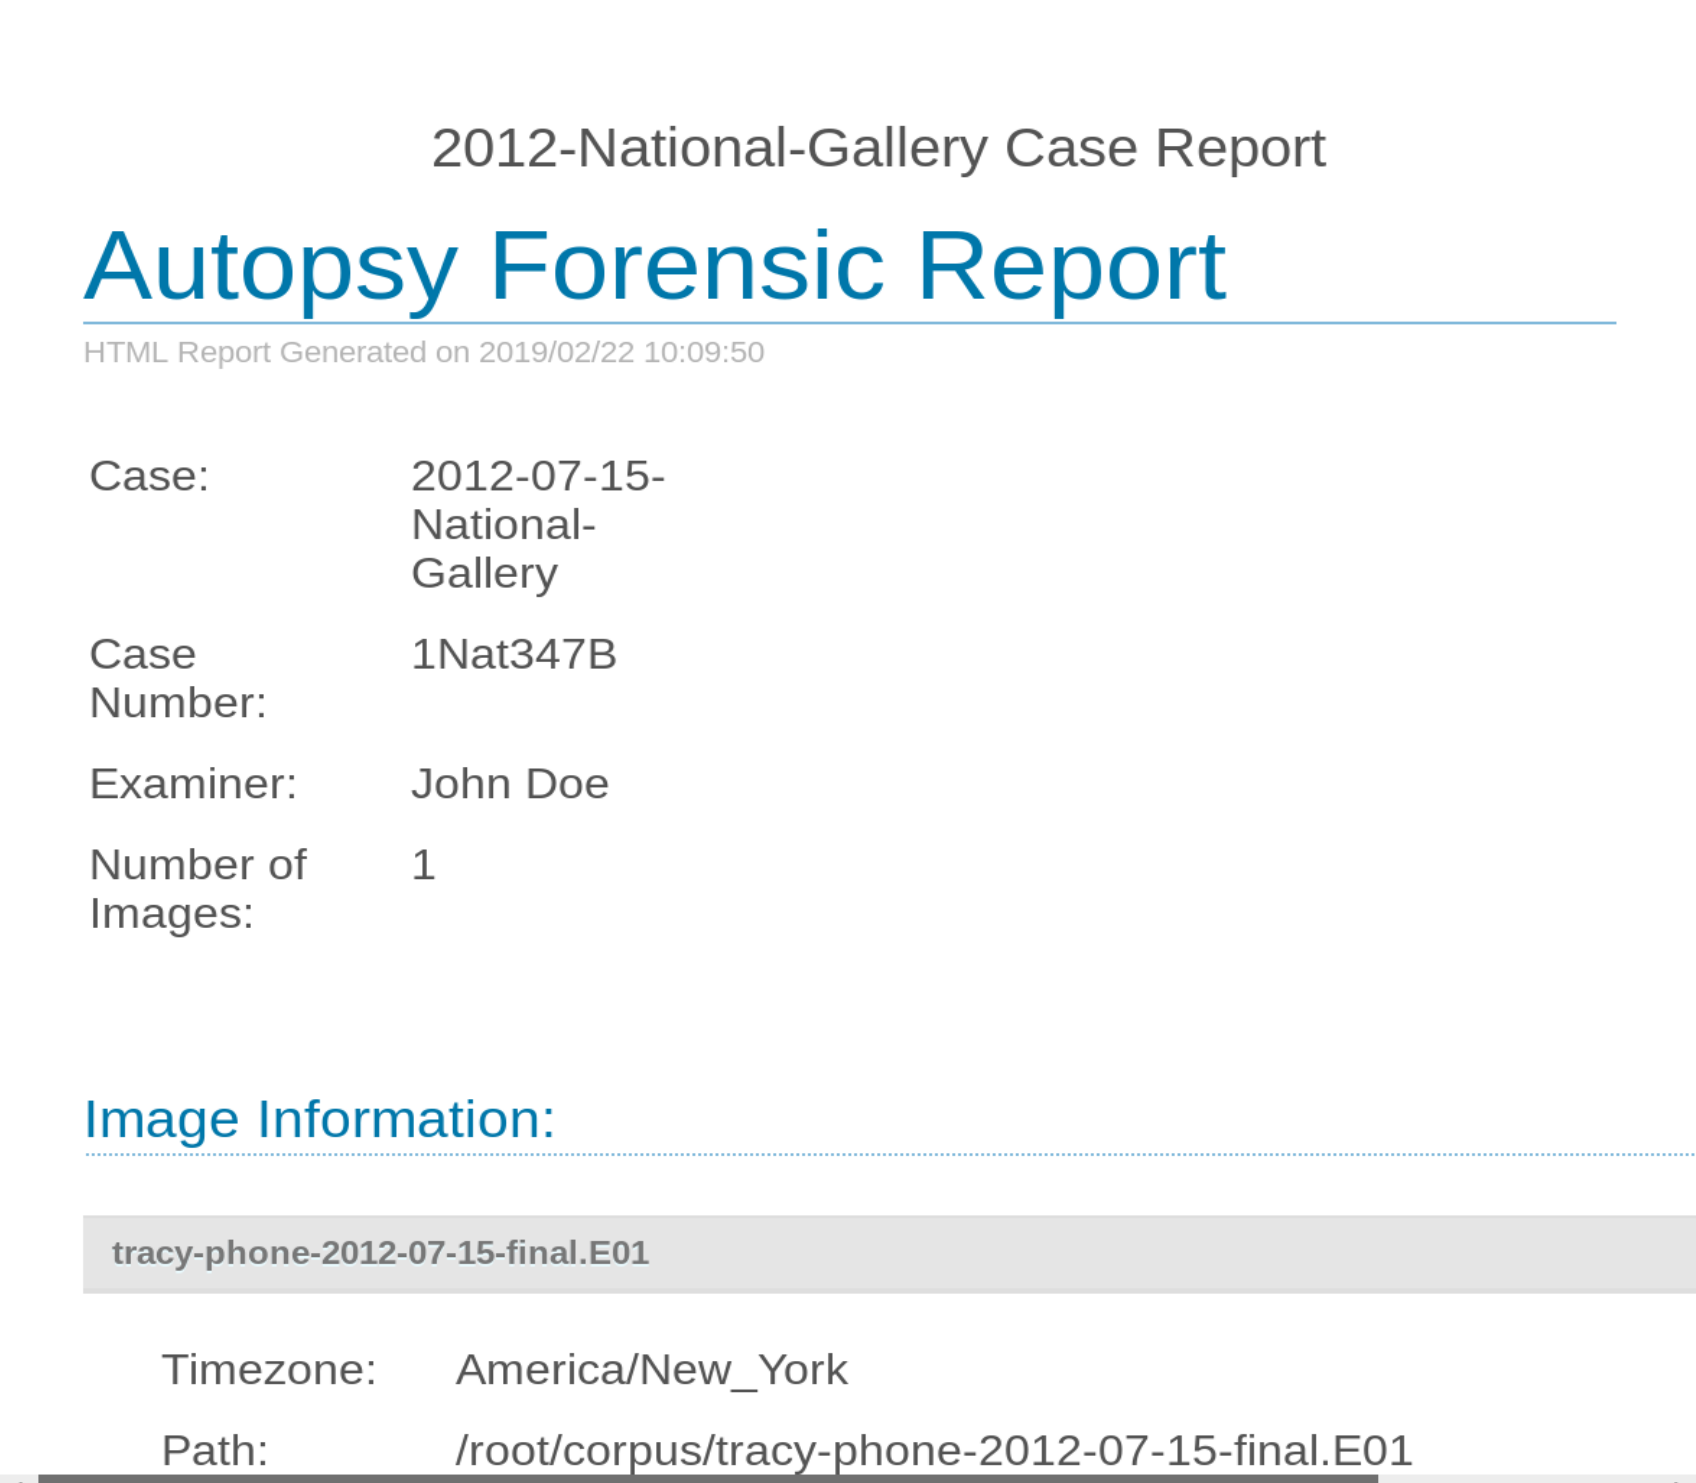 2012-National-Gallery Case Report
Autopsy Forensic Report
HTML Report Generated on 2019/02/22 10:09:50
Case: 2012-07-15-
National-
Gallery
Case 1Nat347B
Number:
Examiner: John Doe
Number of 1
Images:
Image Information:
tracy-phone-2012-07-15-final.E01
Timezone: America/New_York
Path: /root/corpus/tracy-phone-2012-07-15-final.E01